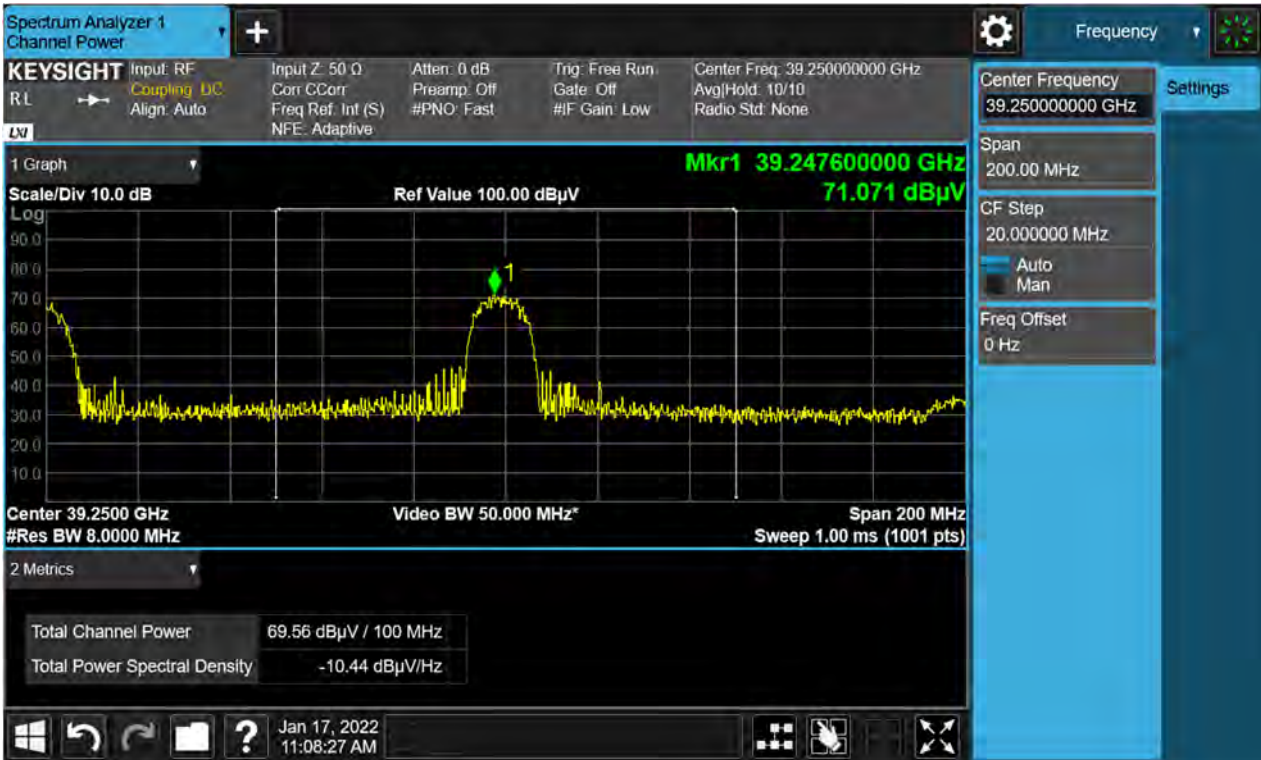 Spectrum Analyzer 1
Channel Power
+
Frequency
KEYSIGHT
RL
LXI
Input: RF
Coupling: DC
Align: Auto
Input Z: 50 Ω
Corr CCorr
Freq Ref: Int (S)
NFE: Adaptive
Atten: 0 dB
Preamp: Off
#PNO: Fast
Trig: Free Run
Gate: Off
#IF Gain: Low
Center Freq: 39.250000000 GHz
Avg|Hold: 10/10
Radio Std: None
Center Frequency
39.250000000 GHz
Settings
Span
200.00 MHz
CF Step
20.000000 MHz
Auto
Man
Freq Offset
0 Hz
1 Graph
Mkr1 39.247600000 GHz
71.071 dBµV
Scale/Div 10.0 dB
Ref Value 100.00 dBµV
Log
90.0
80.0
70.0
60.0
50.0
40.0
30.0
20.0
10.0
1
Center 39.2500 GHz
Video BW 50.000 MHz*
Span 200 MHz
#Res BW 8.0000 MHz
Sweep 1.00 ms (1001 pts)
2 Metrics
Total Channel Power 69.56 dBµV / 100 MHz
Total Power Spectral Density -10.44 dBµV/Hz
?
Jan 17, 2022
11:08:27 AM